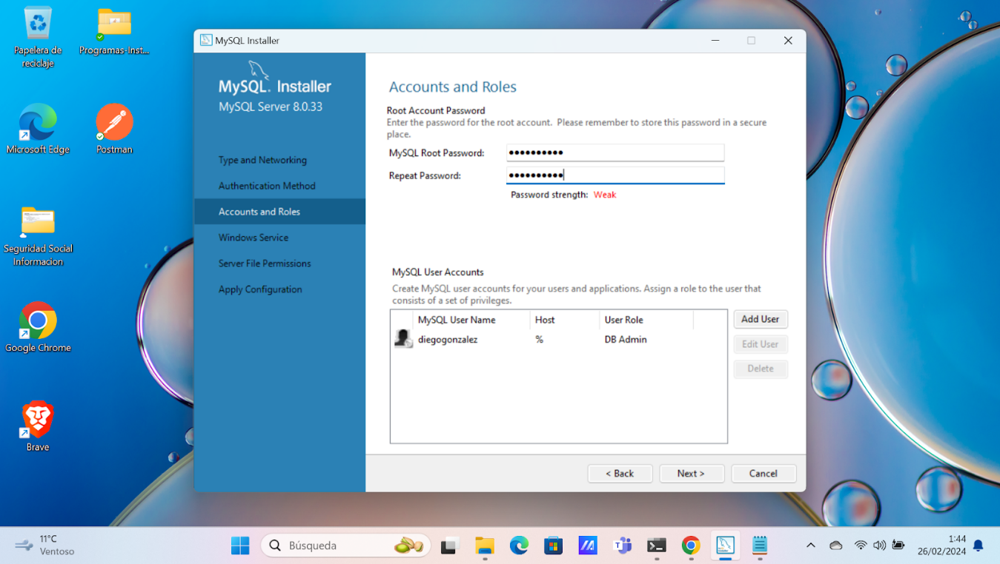 Papelera de
reciclaje
Programas-Inst...
Microsoft Edge
Postman
Seguridad Social
Informacion
Google Chrome
Brave
MySQL Installer
MySQL. Installer
MySQL Server 8.0.33
Type and Networking
Authentication Method
Accounts and Roles
Windows Service
Server File Permissions
Apply Configuration
Accounts and Roles
Root Account Password
Enter the password for the root account. Please remember to store this password in a secure
place.
MySQL Root Password: ●●●●●●●●●●
Repeat Password: ●●●●●●●●●●
Password strength: Weak
MySQL User Accounts
Create MySQL user accounts for your users and applications. Assign a role to the user that
consists of a set of privileges.
MySQL User Name Host User Role
diegogonzalez % DB Admin
Add User
Edit User
Delete
< Back Next > Cancel
11°C
Ventoso
Búsqueda
1:44
26/02/2024